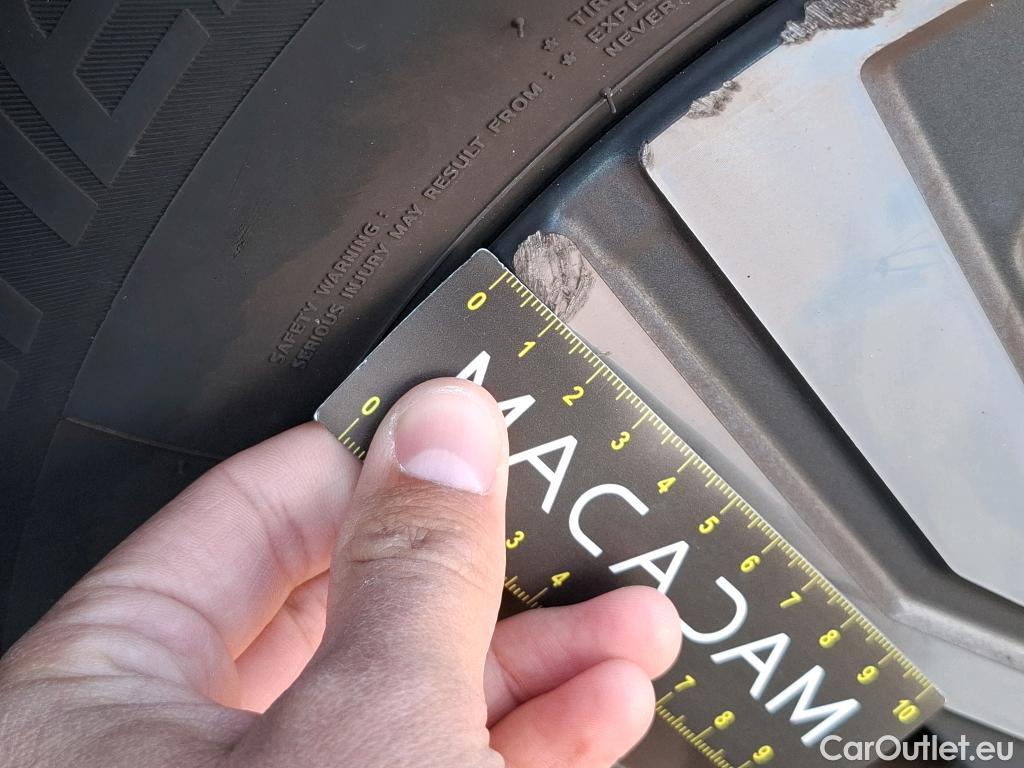 TIR
EXPL
NEVER
SAFETY WARNING:
SERIOUS INJURY MAY RESULT FROM: *
*
0 1 2 3 4 5 6 7 8 9 10
MACADAM
0 3 4 7 8 9
CarOutlet.eu